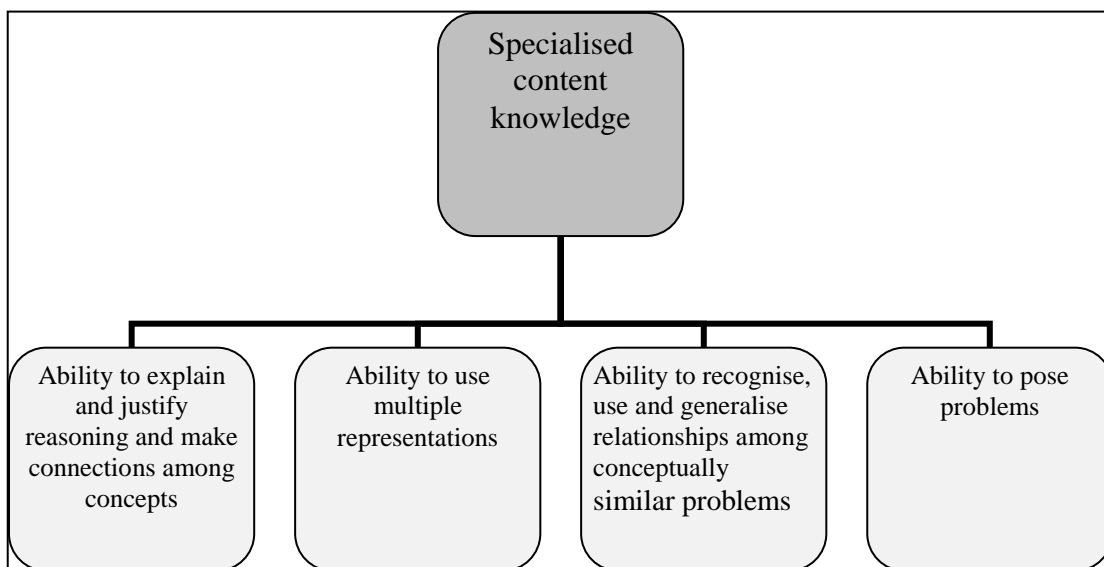 Specialised
content
knowledge
Ability to explain
and justify
reasoning and make
connections among
concepts
Ability to use
multiple
representations
Ability to recognise,
use and generalise
relationships among
conceptually
similar problems
Ability to pose
problems